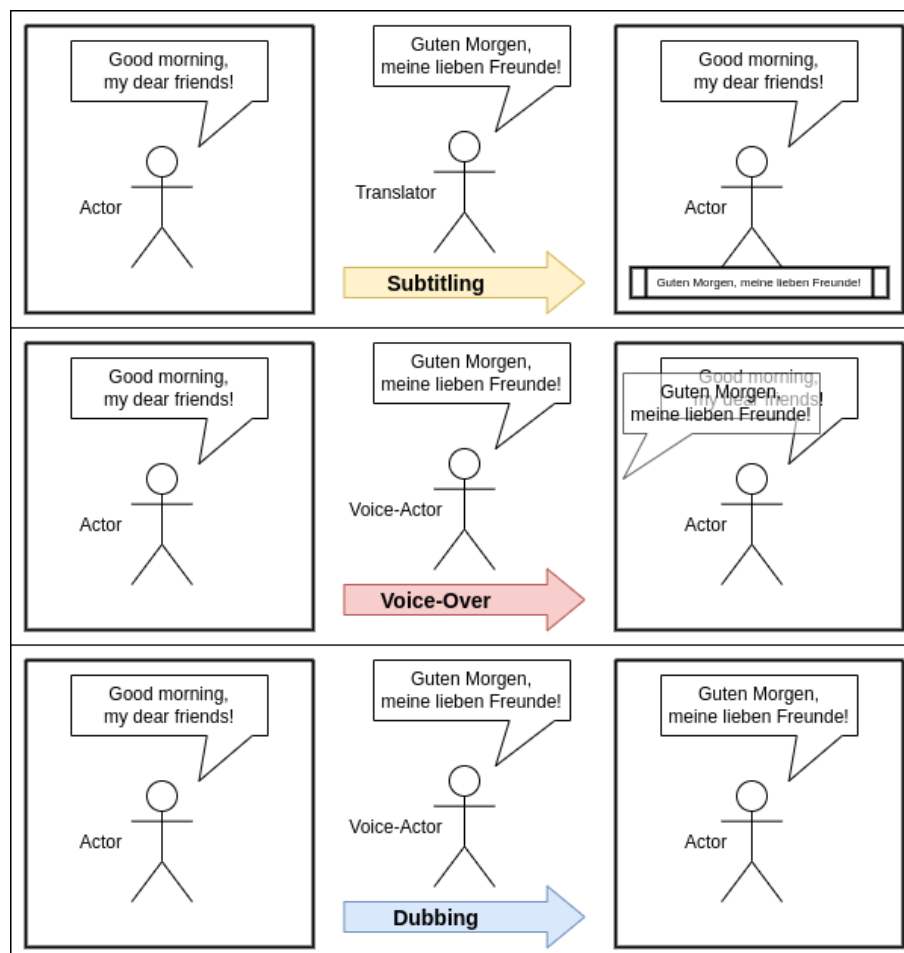 Good morning,
my dear friends!
Actor
Guten Morgen,
meine lieben Freunde!
Translator
Subtitling
Good morning,
my dear friends!
Actor
Guten Morgen, meine lieben Freunde!
Good morning,
my dear friends!
Actor
Guten Morgen,
meine lieben Freunde!
Voice-Actor
Voice-Over
Good morning,
my dear friends!
Guten Morgen,
meine lieben Freunde!
Actor
Good morning,
my dear friends!
Actor
Guten Morgen,
meine lieben Freunde!
Voice-Actor
Dubbing
Guten Morgen,
meine lieben Freunde!
Actor